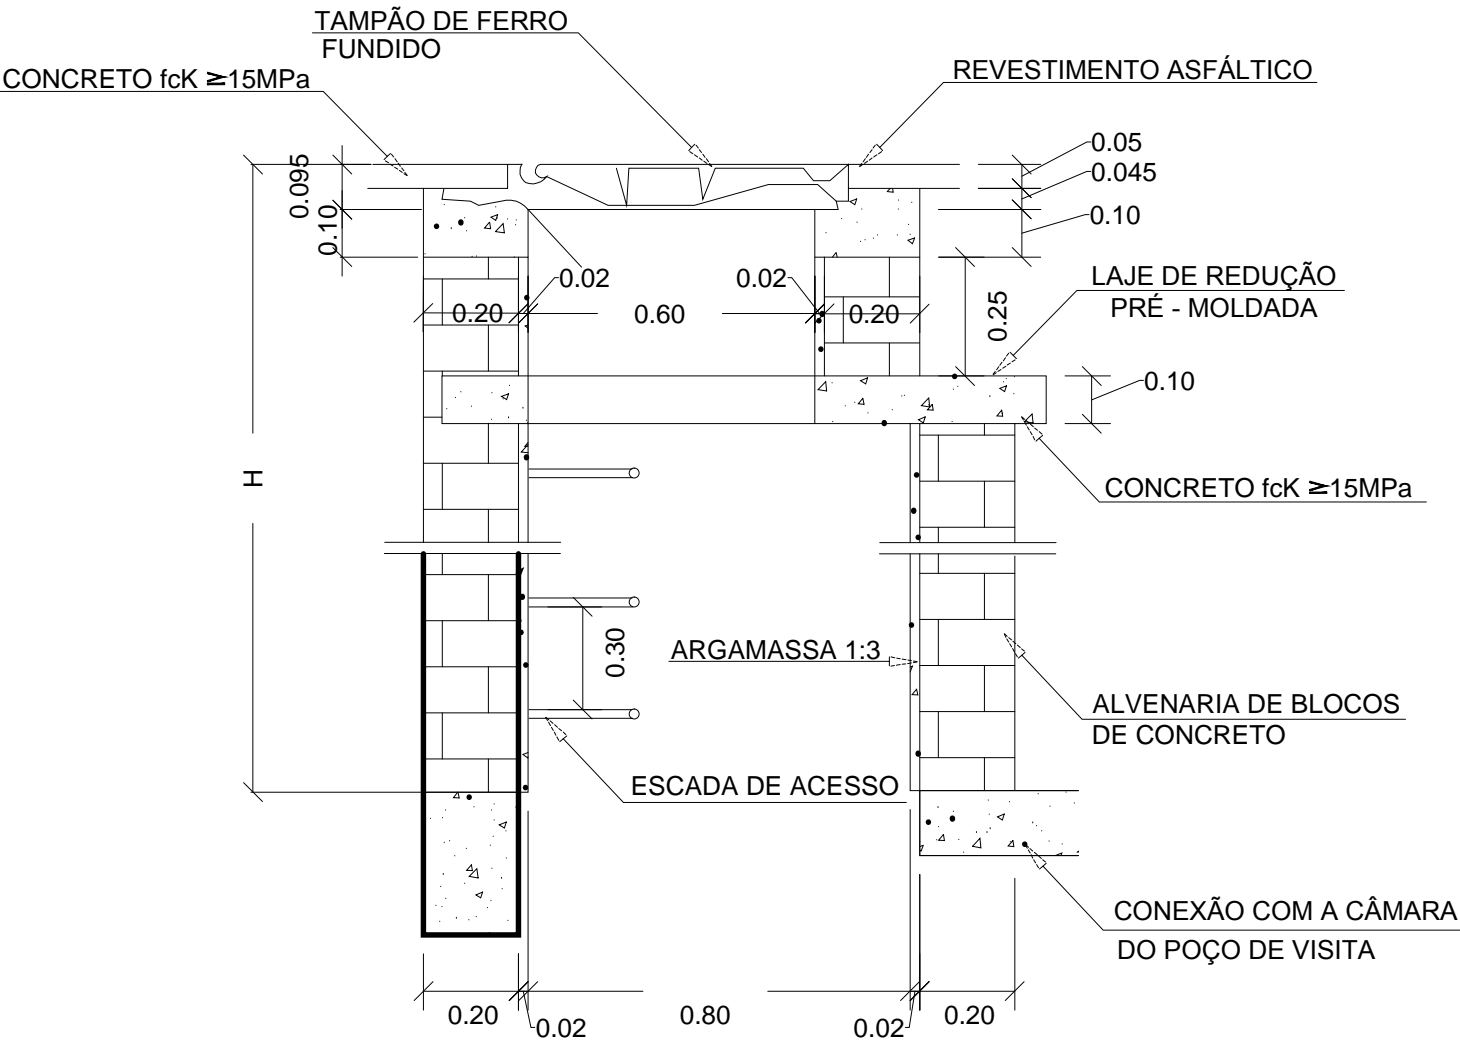 TAMPÃO DE FERRO
FUNDIDO
CONCRETO fcK ≥15MPa
REVESTIMENTO ASFÁLTICO
0.05
0.045
0.10
0.095
0.10
0.02
0.02
0.20
0.60
0.20
0.25
LAJE DE REDUÇÃO
PRÉ - MOLDADA
0.10
H
CONCRETO fcK ≥15MPa
0.30
ARGAMASSA 1:3
ALVENARIA DE BLOCOS
DE CONCRETO
ESCADA DE ACESSO
CONEXÃO COM A CÂMARA
DO POÇO DE VISITA
0.20
0.02
0.80
0.02
0.20